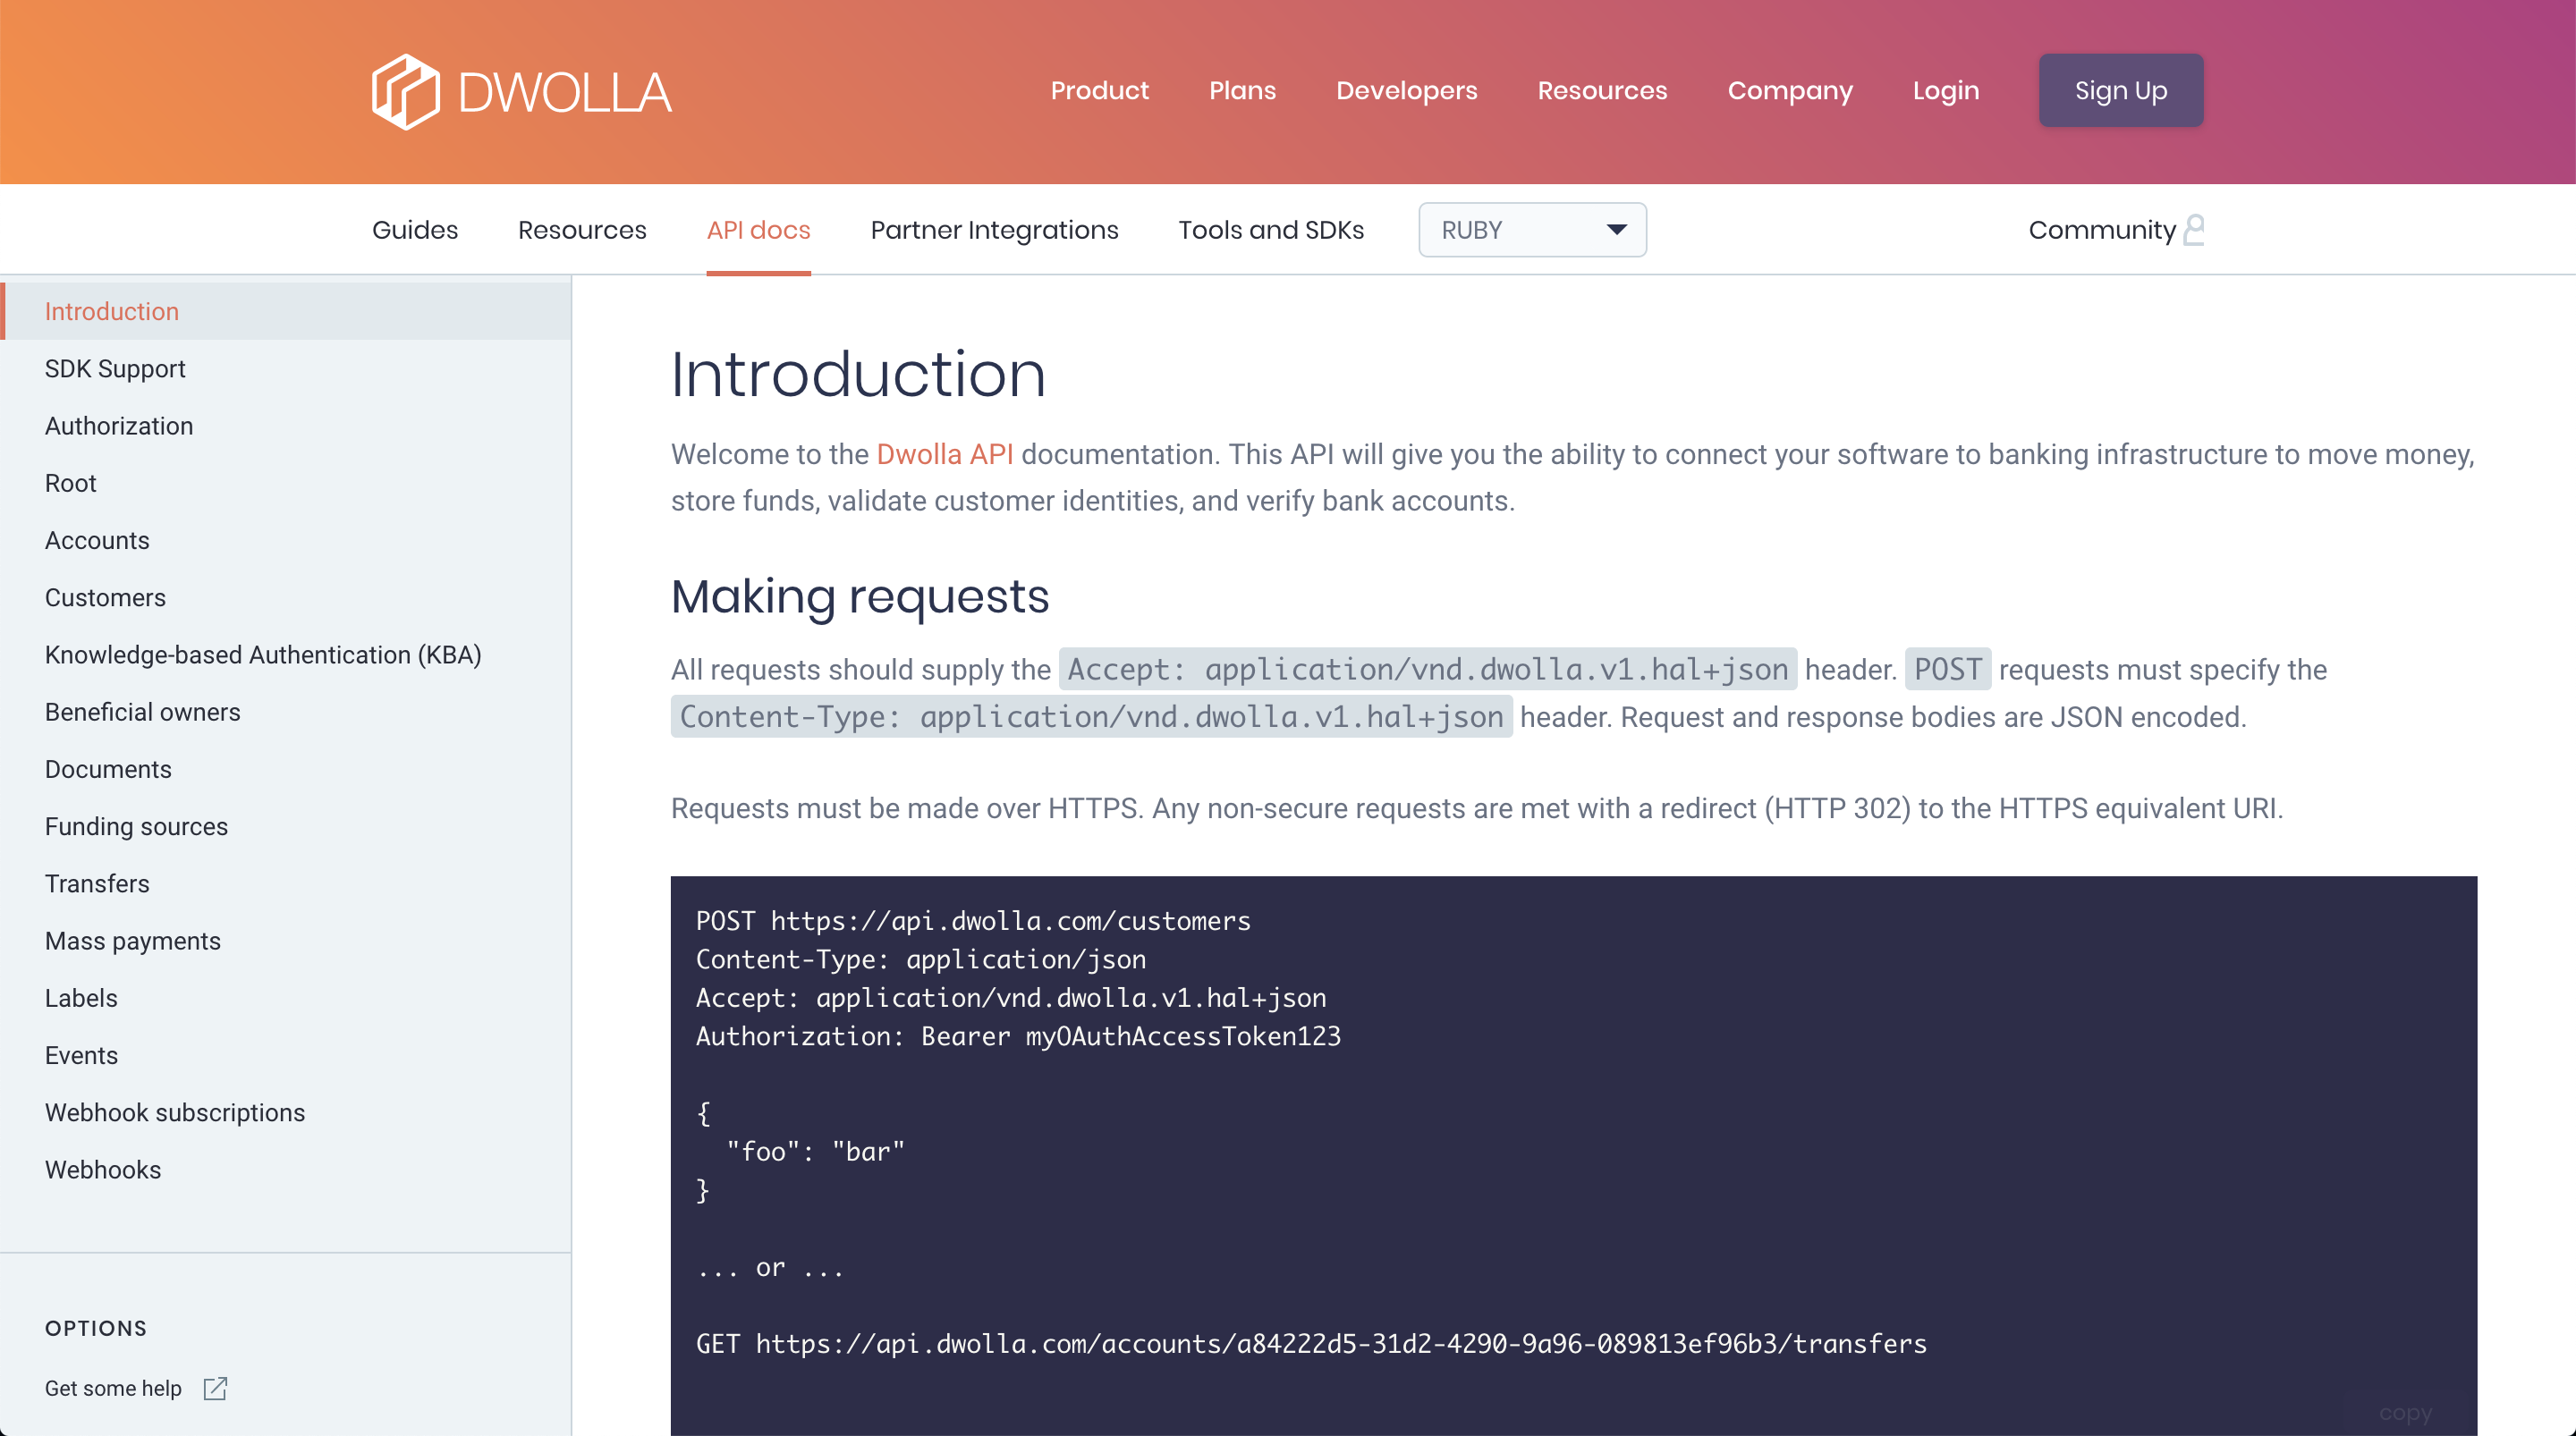 DWOLLA
Product Plans Developers Resources Company Login Sign Up
Guides Resources API docs Partner Integrations Tools and SDKs RUBY Community
Introduction
SDK Support
Authorization
Root
Accounts
Customers
Knowledge-based Authentication (KBA)
Beneficial owners
Documents
Funding sources
Transfers
Mass payments
Labels
Events
Webhook subscriptions
Webhooks
OPTIONS
Get some help
Introduction
Welcome to the Dwolla API documentation. This API will give you the ability to connect your software to banking infrastructure to move money,
store funds, validate customer identities, and verify bank accounts.
Making requests
All requests should supply the Accept: application/vnd.dwolla.v1.hal+json header. POST requests must specify the
Content-Type: application/vnd.dwolla.v1.hal+json header. Request and response bodies are JSON encoded.
Requests must be made over HTTPS. Any non-secure requests are met with a redirect (HTTP 302) to the HTTPS equivalent URI.
POST https://api.dwolla.com/customers
Content-Type: application/json
Accept: application/vnd.dwolla.v1.hal+json
Authorization: Bearer myOAuthAccessToken123
{
"foo": "bar"
}
... or ...
GET https://api.dwolla.com/accounts/a84222d5-31d2-4290-9a96-089813ef96b3/transfers
copy